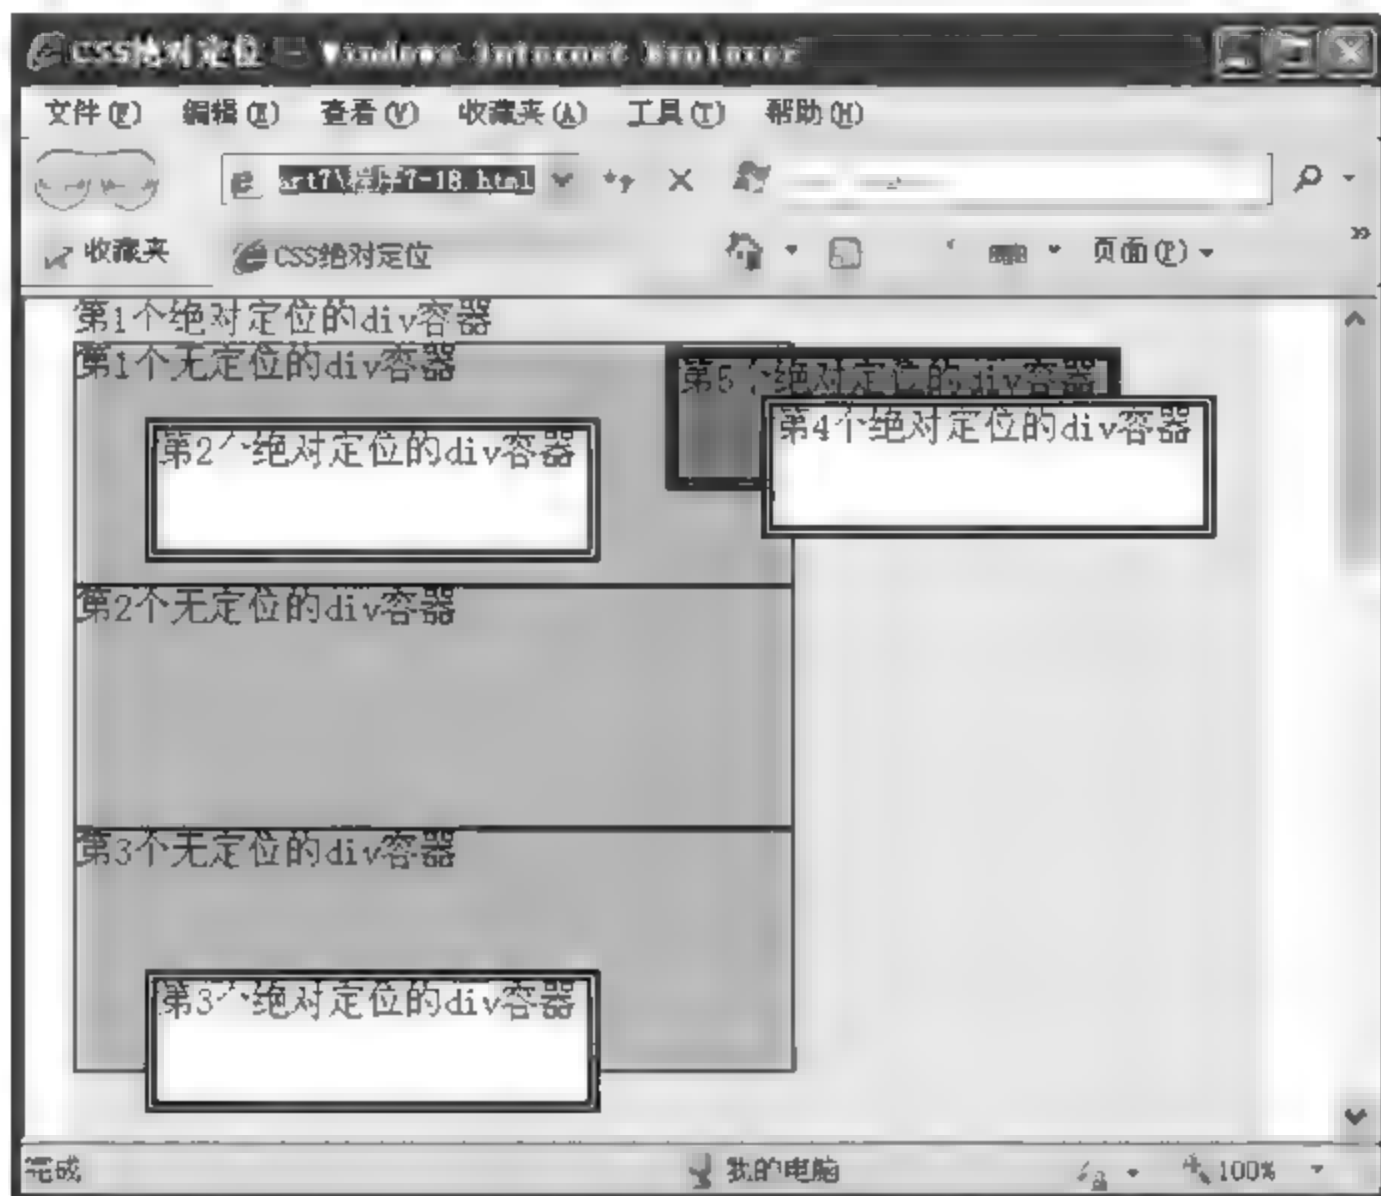 CSS绝对定位 - Windows Internet Explorer
文件(F) 编辑(E) 查看(V) 收藏夹(A) 工具(T) 帮助(H)
art7\程序7-18.html
收藏夹 CSS绝对定位 页面(P)
第1个绝对定位的div容器
第1个无定位的div容器
第5个绝对定位的div容器
第4个绝对定位的div容器
第2个绝对定位的div容器
第2个无定位的div容器
第3个无定位的div容器
第3个绝对定位的div容器
完成 我的电脑 100%